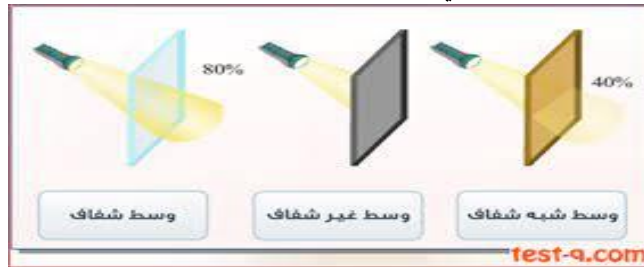 80%
40%
وسط شبه شفاف
وسط غير شفاف
وسط شفاف
test-q.com